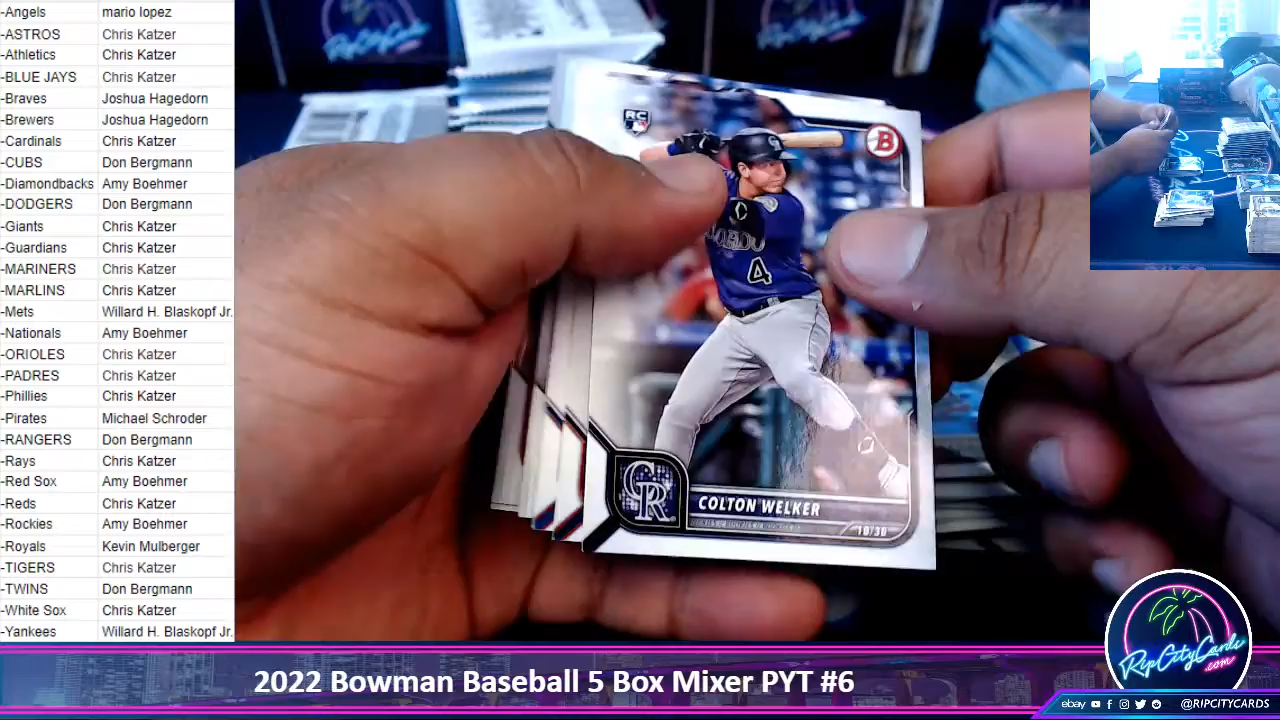 -Angels mario lopez
-ASTROS Chris Katzer
-Athletics Chris Katzer
-BLUE JAYS Chris Katzer
-Braves Joshua Hagedorn
-Brewers Joshua Hagedorn
-Cardinals Chris Katzer
-CUBS Don Bergmann
-Diamondbacks Amy Boehmer
-DODGERS Don Bergmann
-Giants Chris Katzer
-Guardians Chris Katzer
-MARINERS Chris Katzer
-MARLINS Chris Katzer
-Mets Willard H. Blaskopf Jr.
-Nationals Amy Boehmer
-ORIOLES Chris Katzer
-PADRES Chris Katzer
-Phillies Chris Katzer
-Pirates Michael Schroder
-RANGERS Don Bergmann
-Rays Chris Katzer
-Red Sox Amy Boehmer
-Reds Chris Katzer
-Rockies Amy Boehmer
-Royals Kevin Mulberger
-TIGERS Chris Katzer
-TWINS Don Bergmann
-White Sox Chris Katzer
-Yankees Willard H. Blaskopf Jr.
RipCityCards
RipCityCards
RC
B
4
CR
COLTON WELKER
2022 Bowman Baseball 5 Box Mixer PYT #6
RipCityCards
.com
ebay @RIPCITYCARDS